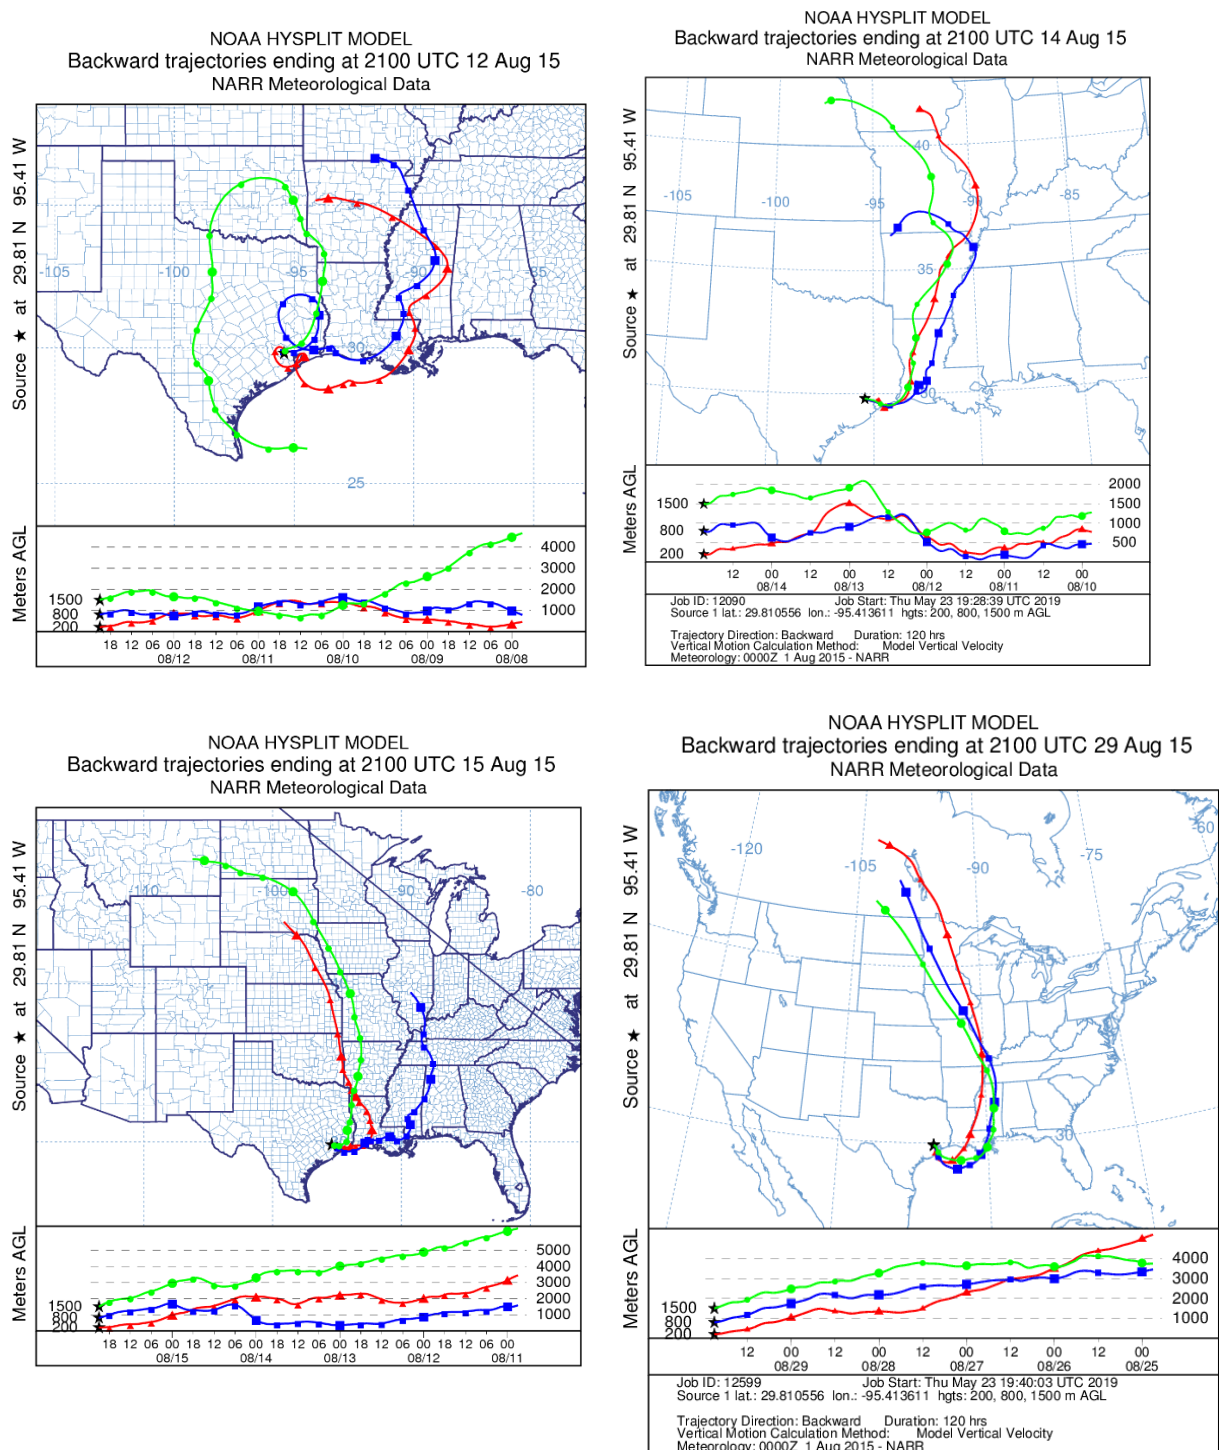 NOAA HYSPLIT MODEL
Backward trajectories ending at 2100 UTC 12 Aug 15
NARR Meteorological Data
Source ★ at 29.81 N 95.41 W
-105 -100 -95 -90 -85
35
30
25
Meters AGL
1500
800
200
4000
3000
2000
1000
18 12 06 00 18 12 06 00 18 12 06 00 18 12 06 00 18 12 06 00
08/12 08/11 08/10 08/09 08/08
NOAA HYSPLIT MODEL
Backward trajectories ending at 2100 UTC 14 Aug 15
NARR Meteorological Data
Source ★ at 29.81 N 95.41 W
-105 -100 -95 -90 -85
40
35
30
Meters AGL
1500
800
200
2000
1500
1000
500
12 00 12 00 12 00 12 00 12 00
08/14 08/13 08/12 08/11 08/10
Job ID: 12090 Job Start: Thu May 23 19:28:39 UTC 2019
Source 1 lat.: 29.810556 lon.: -95.413611 hgts: 200, 800, 1500 m AGL
Trajectory Direction: Backward Duration: 120 hrs
Vertical Motion Calculation Method: Model Vertical Velocity
Meteorology: 0000Z 1 Aug 2015 - NARR
NOAA HYSPLIT MODEL
Backward trajectories ending at 2100 UTC 15 Aug 15
NARR Meteorological Data
Source ★ at 29.81 N 95.41 W
-110 -100 -90 -80
Meters AGL
1500
800
200
5000
4000
3000
2000
1000
18 12 06 00 18 12 06 00 18 12 06 00 18 12 06 00 18 12 06 00
08/15 08/14 08/13 08/12 08/11
NOAA HYSPLIT MODEL
Backward trajectories ending at 2100 UTC 29 Aug 15
NARR Meteorological Data
Source ★ at 29.81 N 95.41 W
-120 -105 -90 -75 -60
30
Meters AGL
1500
800
200
4000
3000
2000
1000
12 00 12 00 12 00 12 00 12 00
08/29 08/28 08/27 08/26 08/25
Job ID: 12599 Job Start: Thu May 23 19:40:03 UTC 2019
Source 1 lat.: 29.810556 lon.: -95.413611 hgts: 200, 800, 1500 m AGL
Trajectory Direction: Backward Duration: 120 hrs
Vertical Motion Calculation Method: Model Vertical Velocity
Meteorology: 0000Z 1 Aug 2015 - NARR